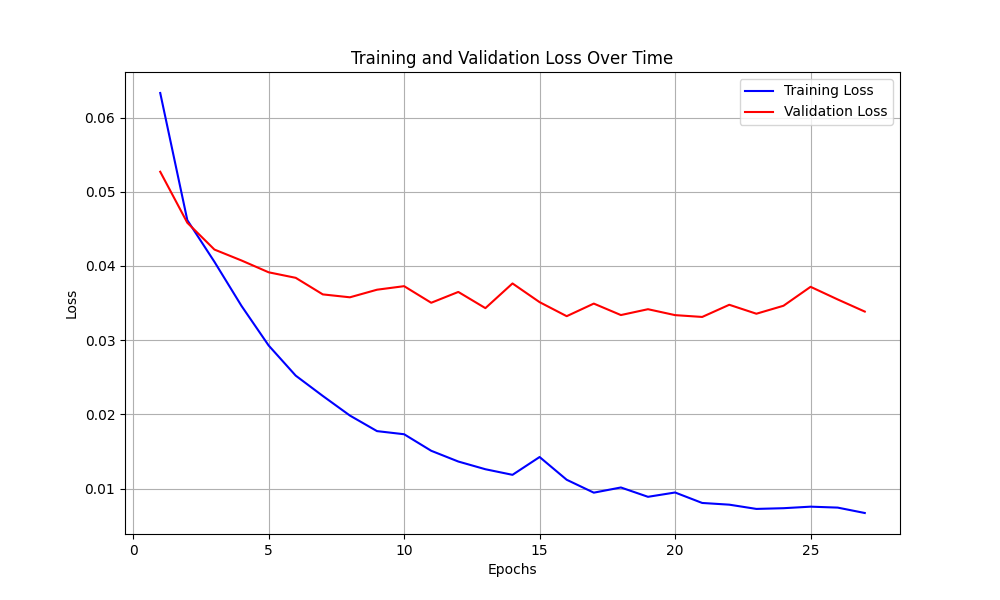 Training and Validation Loss Over Time
Training Loss
Validation Loss
0.06
0.05
0.04
0.03
0.02
0.01
Loss
0 5 10 15 20 25
Epochs